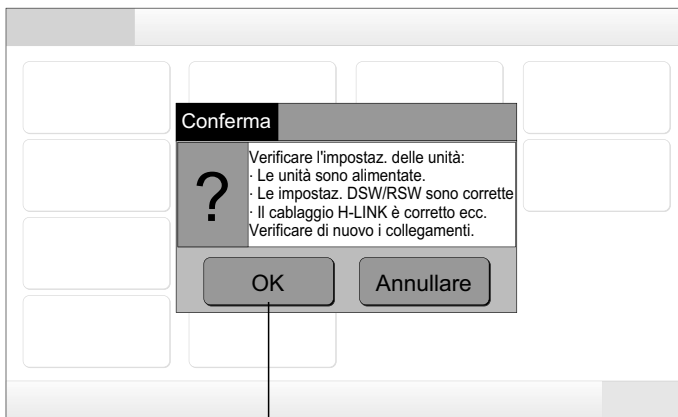 Conferma
?
Verificare l'impostaz. delle unità:
· Le unità sono alimentate.
· Le impostaz. DSW/RSW sono corrette
· Il cablaggio H-LINK è corretto ecc.
Verificare di nuovo i collegamenti.
OK Annullare